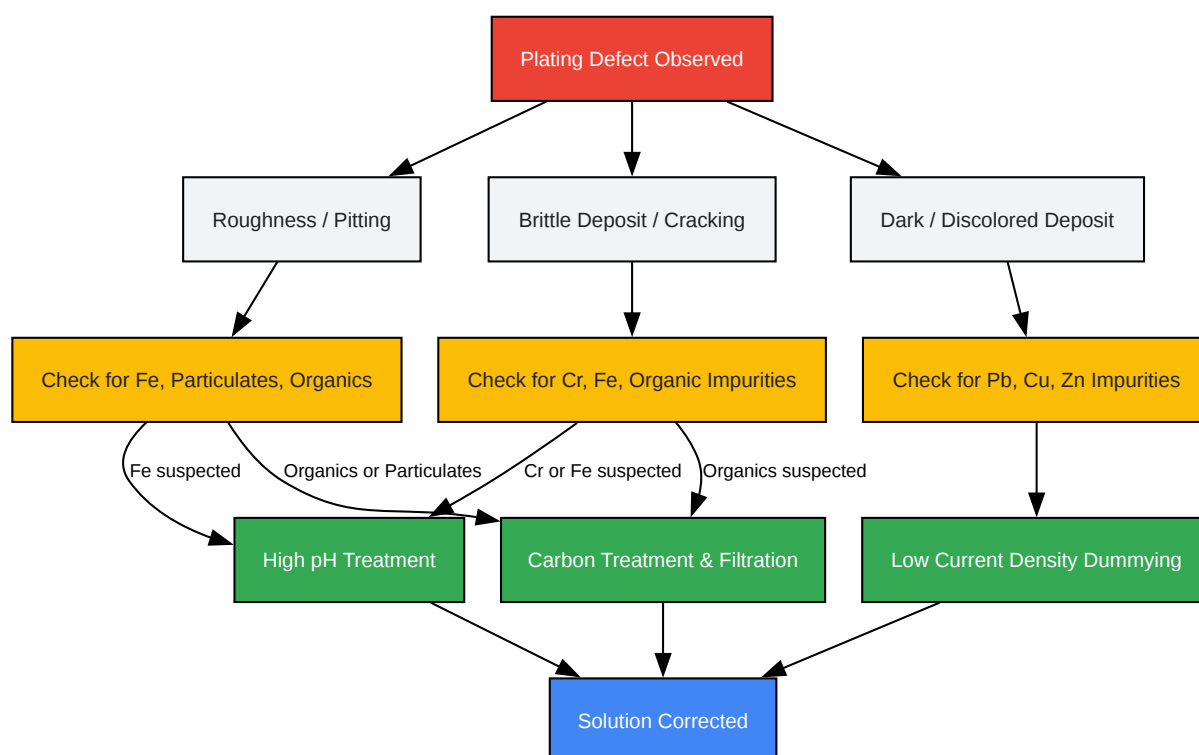 Plating Defect Observed
Roughness / Pitting
Brittle Deposit / Cracking
Dark / Discolored Deposit
Check for Fe, Particulates, Organics
Check for Cr, Fe, Organic Impurities
Check for Pb, Cu, Zn Impurities
Fe suspected
Organics or Particulates
Cr or Fe suspected
Organics suspected
High pH Treatment
Carbon Treatment & Filtration
Low Current Density Dummying
Solution Corrected